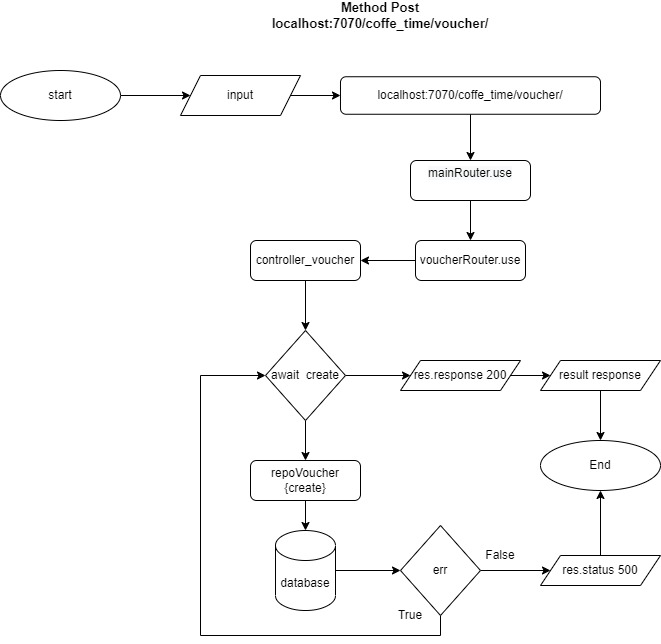 Method Post
localhost:7070/coffe_time/voucher/
start
input
localhost:7070/coffe_time/voucher/
mainRouter.use
controller_voucher
voucherRouter.use
await create
res.response 200
result response
End
repoVoucher
{create}
database
err
False
res.status 500
True